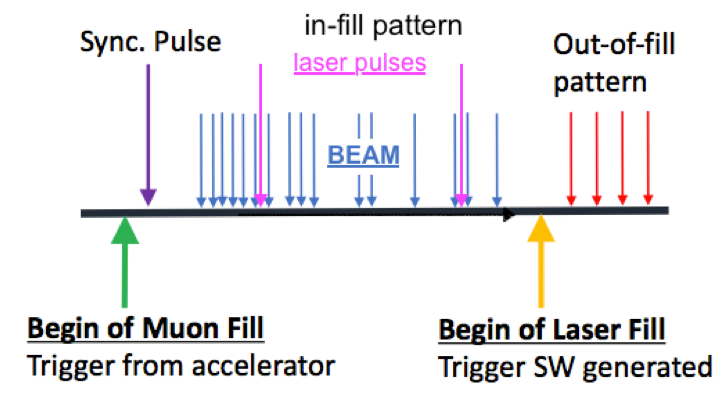 Sync. Pulse
in-fill pattern
laser pulses
Out-of-fill
pattern
BEAM
Begin of Muon Fill
Trigger from accelerator
Begin of Laser Fill
Trigger SW generated